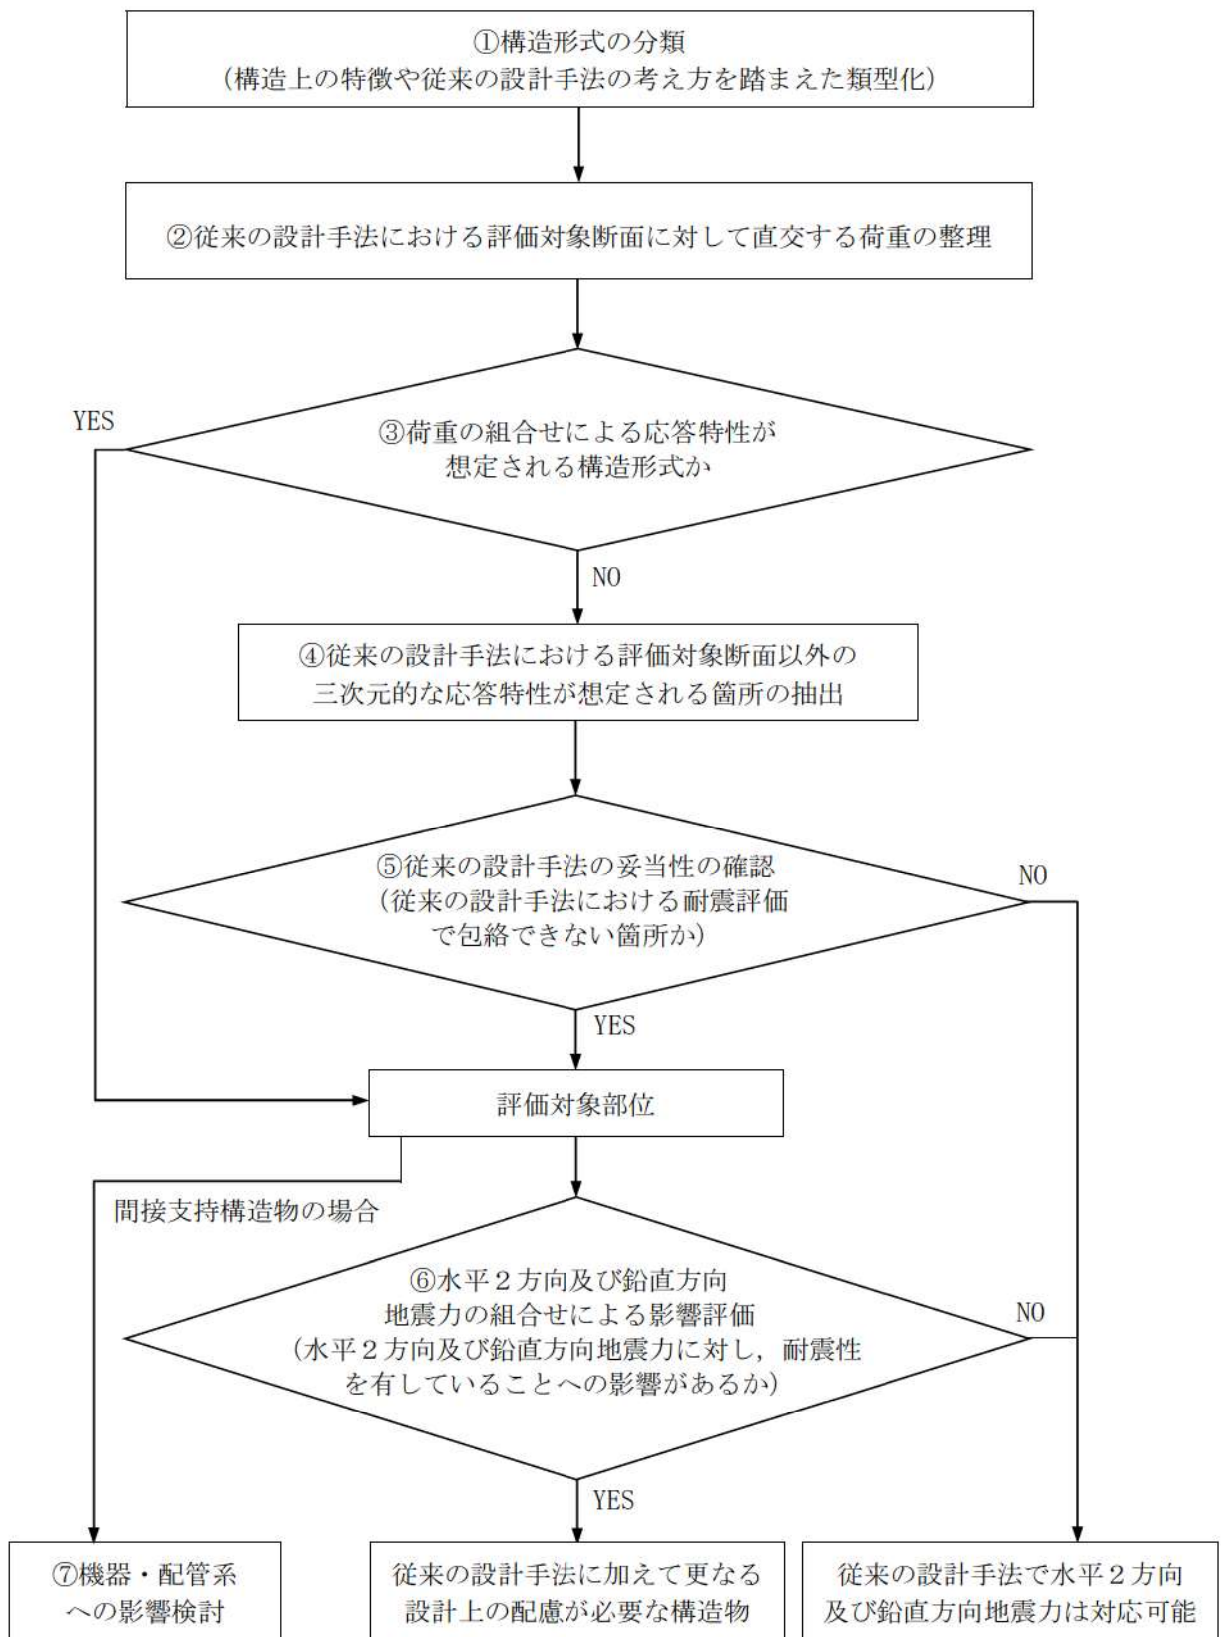 ①構造形式の分類
（構造上の特徴や従来の設計手法の考え方を踏まえた類型化）
②従来の設計手法における評価対象断面に対して直交する荷重の整理
YES
③荷重の組合せによる応答特性が
想定される構造形式か
NO
④従来の設計手法における評価対象断面以外の
三次元的な応答特性が想定される箇所の抽出
⑤従来の設計手法の妥当性の確認
（従来の設計手法における耐震評価
で包絡できない箇所か）
NO
YES
評価対象部位
間接支持構造物の場合
⑥水平２方向及び鉛直方向
地震力の組合せによる影響評価
（水平２方向及び鉛直方向地震力に対し，耐震性
を有していることへの影響があるか）
NO
YES
⑦機器・配管系
への影響検討
従来の設計手法に加えて更なる
設計上の配慮が必要な構造物
従来の設計手法で水平２方向
及び鉛直方向地震力は対応可能